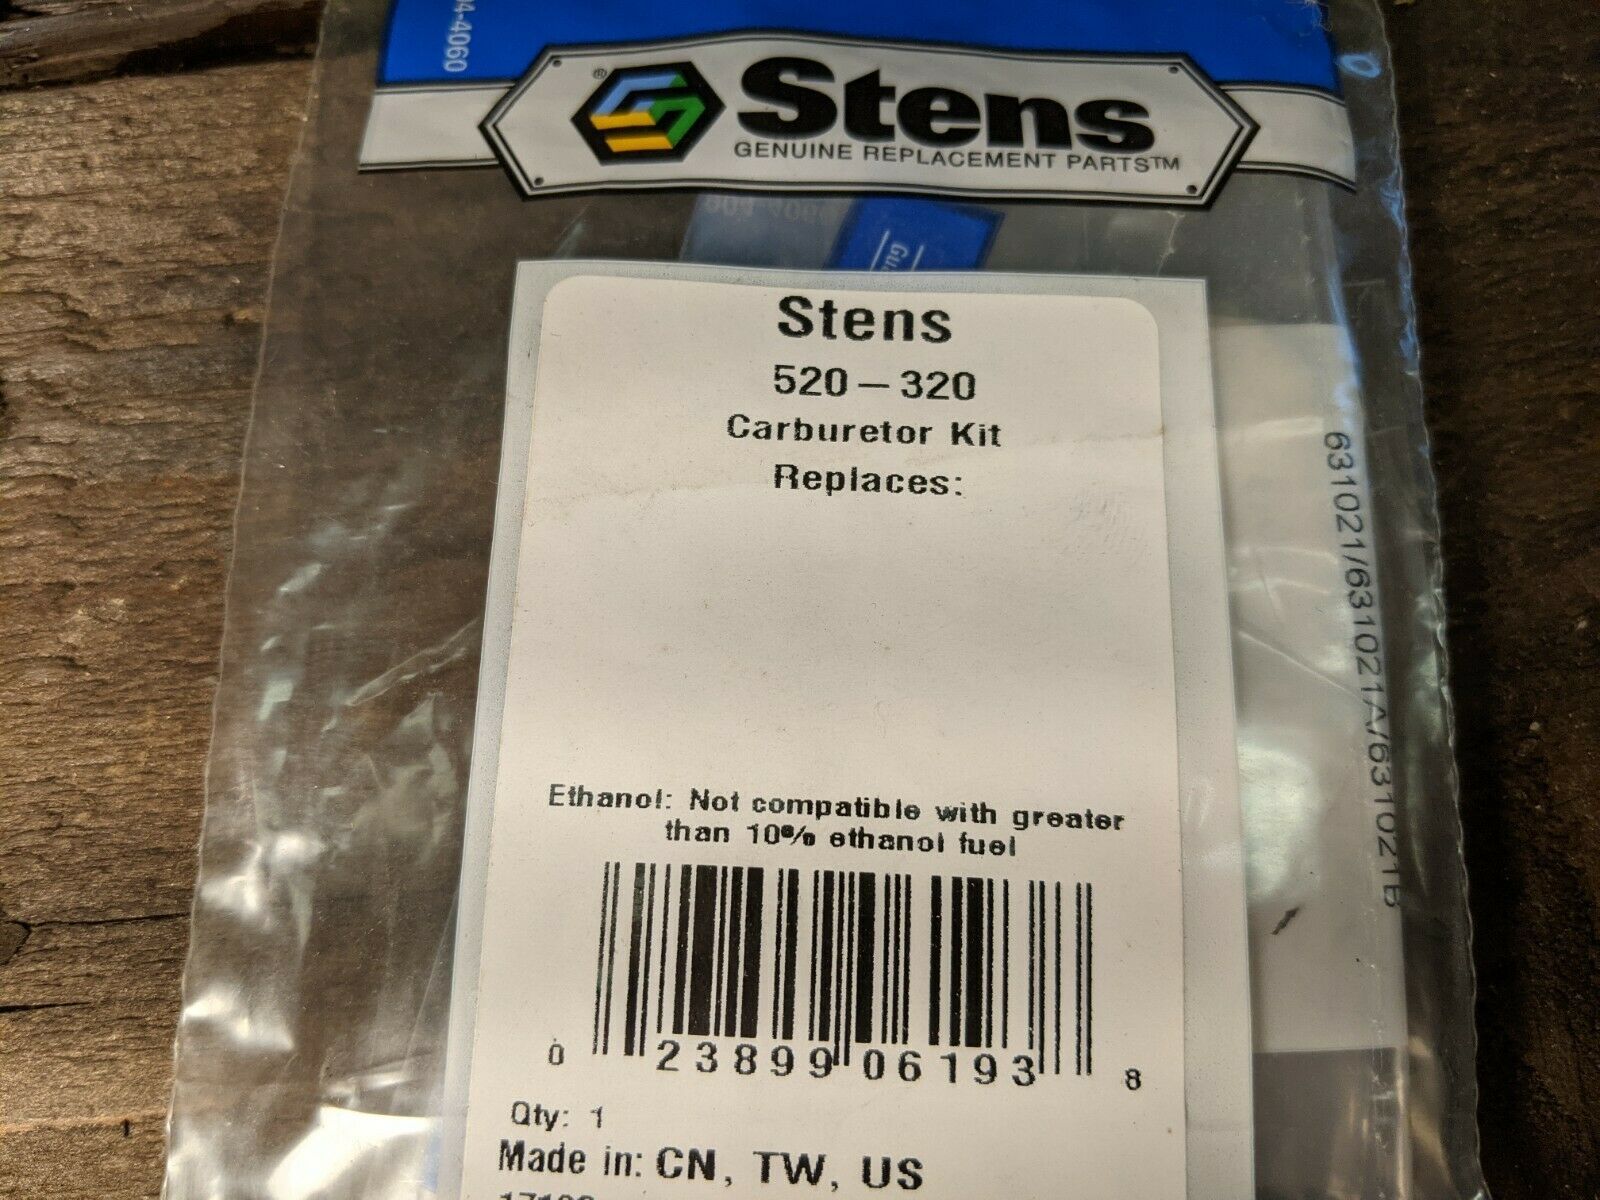 Stens
®
GENUINE REPLACEMENT PARTS™
Stens
520-320
Carburetor Kit
Replaces:
631021/631021A/631021B
Ethanol: Not compatible with greater
than 10% ethanol fuel
0 23899 06193 8
Qty: 1
Made in: CN, TW, US